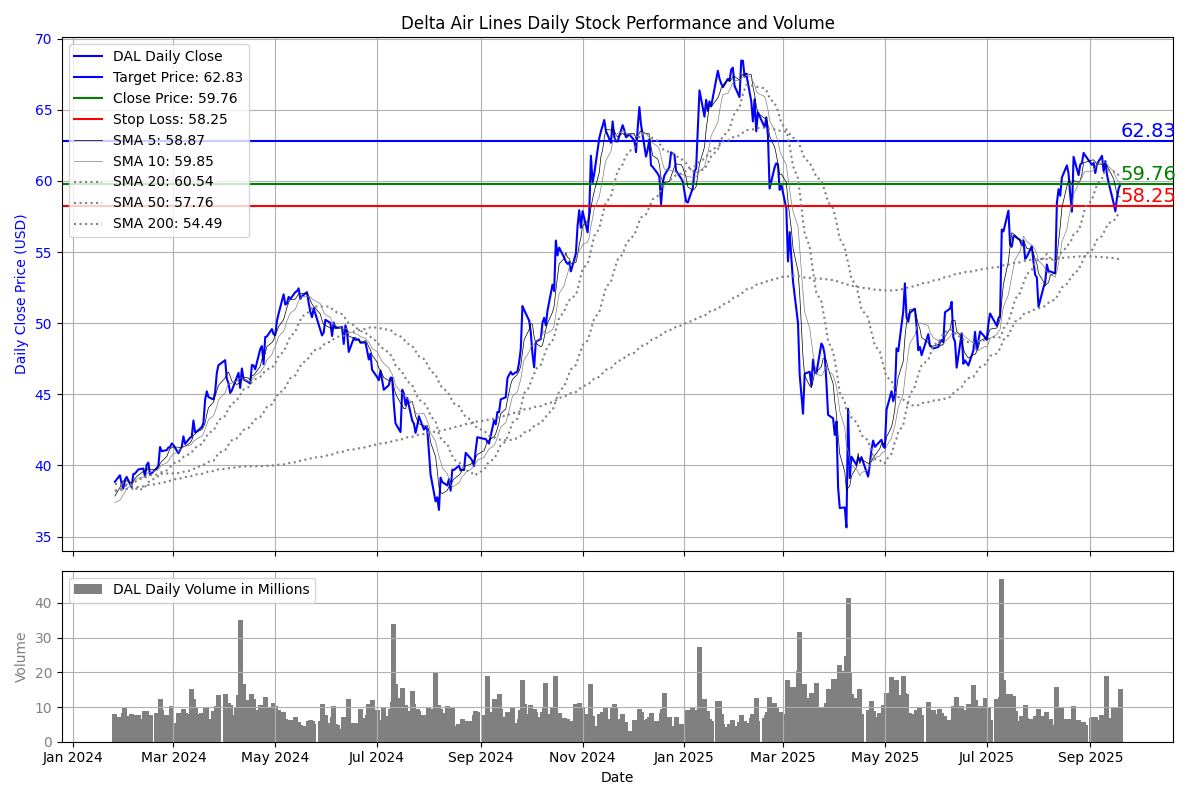 Delta Air Lines Daily Stock Performance and Volume
70
65
60
55
50
45
40
35
Daily Close Price (USD)
DAL Daily Close
Target Price: 62.83
Close Price: 59.76
Stop Loss: 58.25
SMA 5: 58.87
SMA 10: 59.85
SMA 20: 60.54
SMA 50: 57.76
SMA 200: 54.49
62.83
59.76
58.25
DAL Daily Volume in Millions
40
30
20
10
0
Volume
Jan 2024 Mar 2024 May 2024 Jul 2024 Sep 2024 Nov 2024 Jan 2025 Mar 2025 May 2025 Jul 2025 Sep 2025
Date